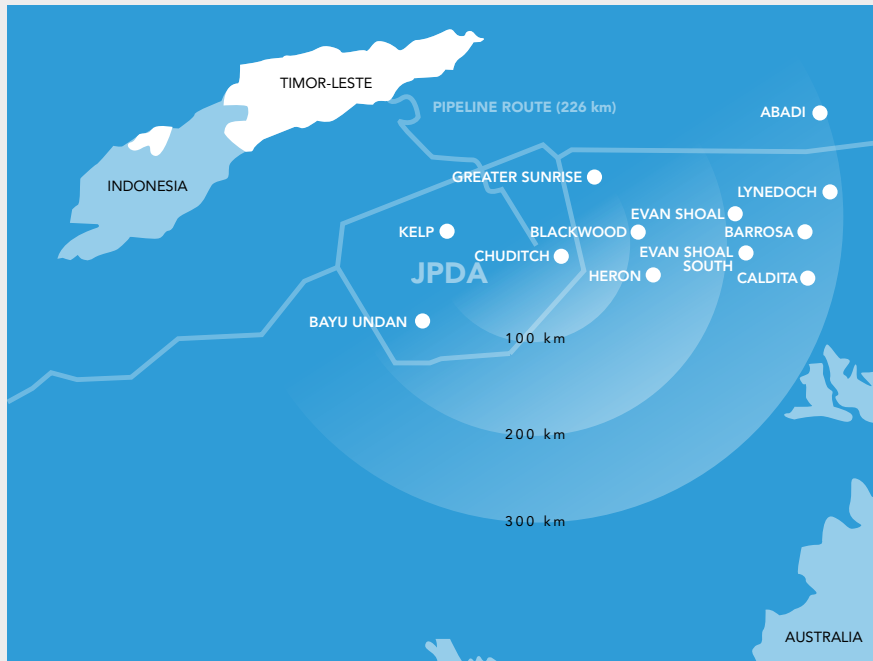 TIMOR-LESTE
PIPELINE ROUTE (226 km)
ABADI
INDONESIA
GREATER SUNRISE
LYNEDOCH
EVAN SHOAL
KELP
BLACKWOOD
BARROSA
CHUDITCH
EVAN SHOAL
SOUTH
JPDA
HERON
CALDITA
BAYU UNDAN
100 km
200 km
300 km
AUSTRALIA